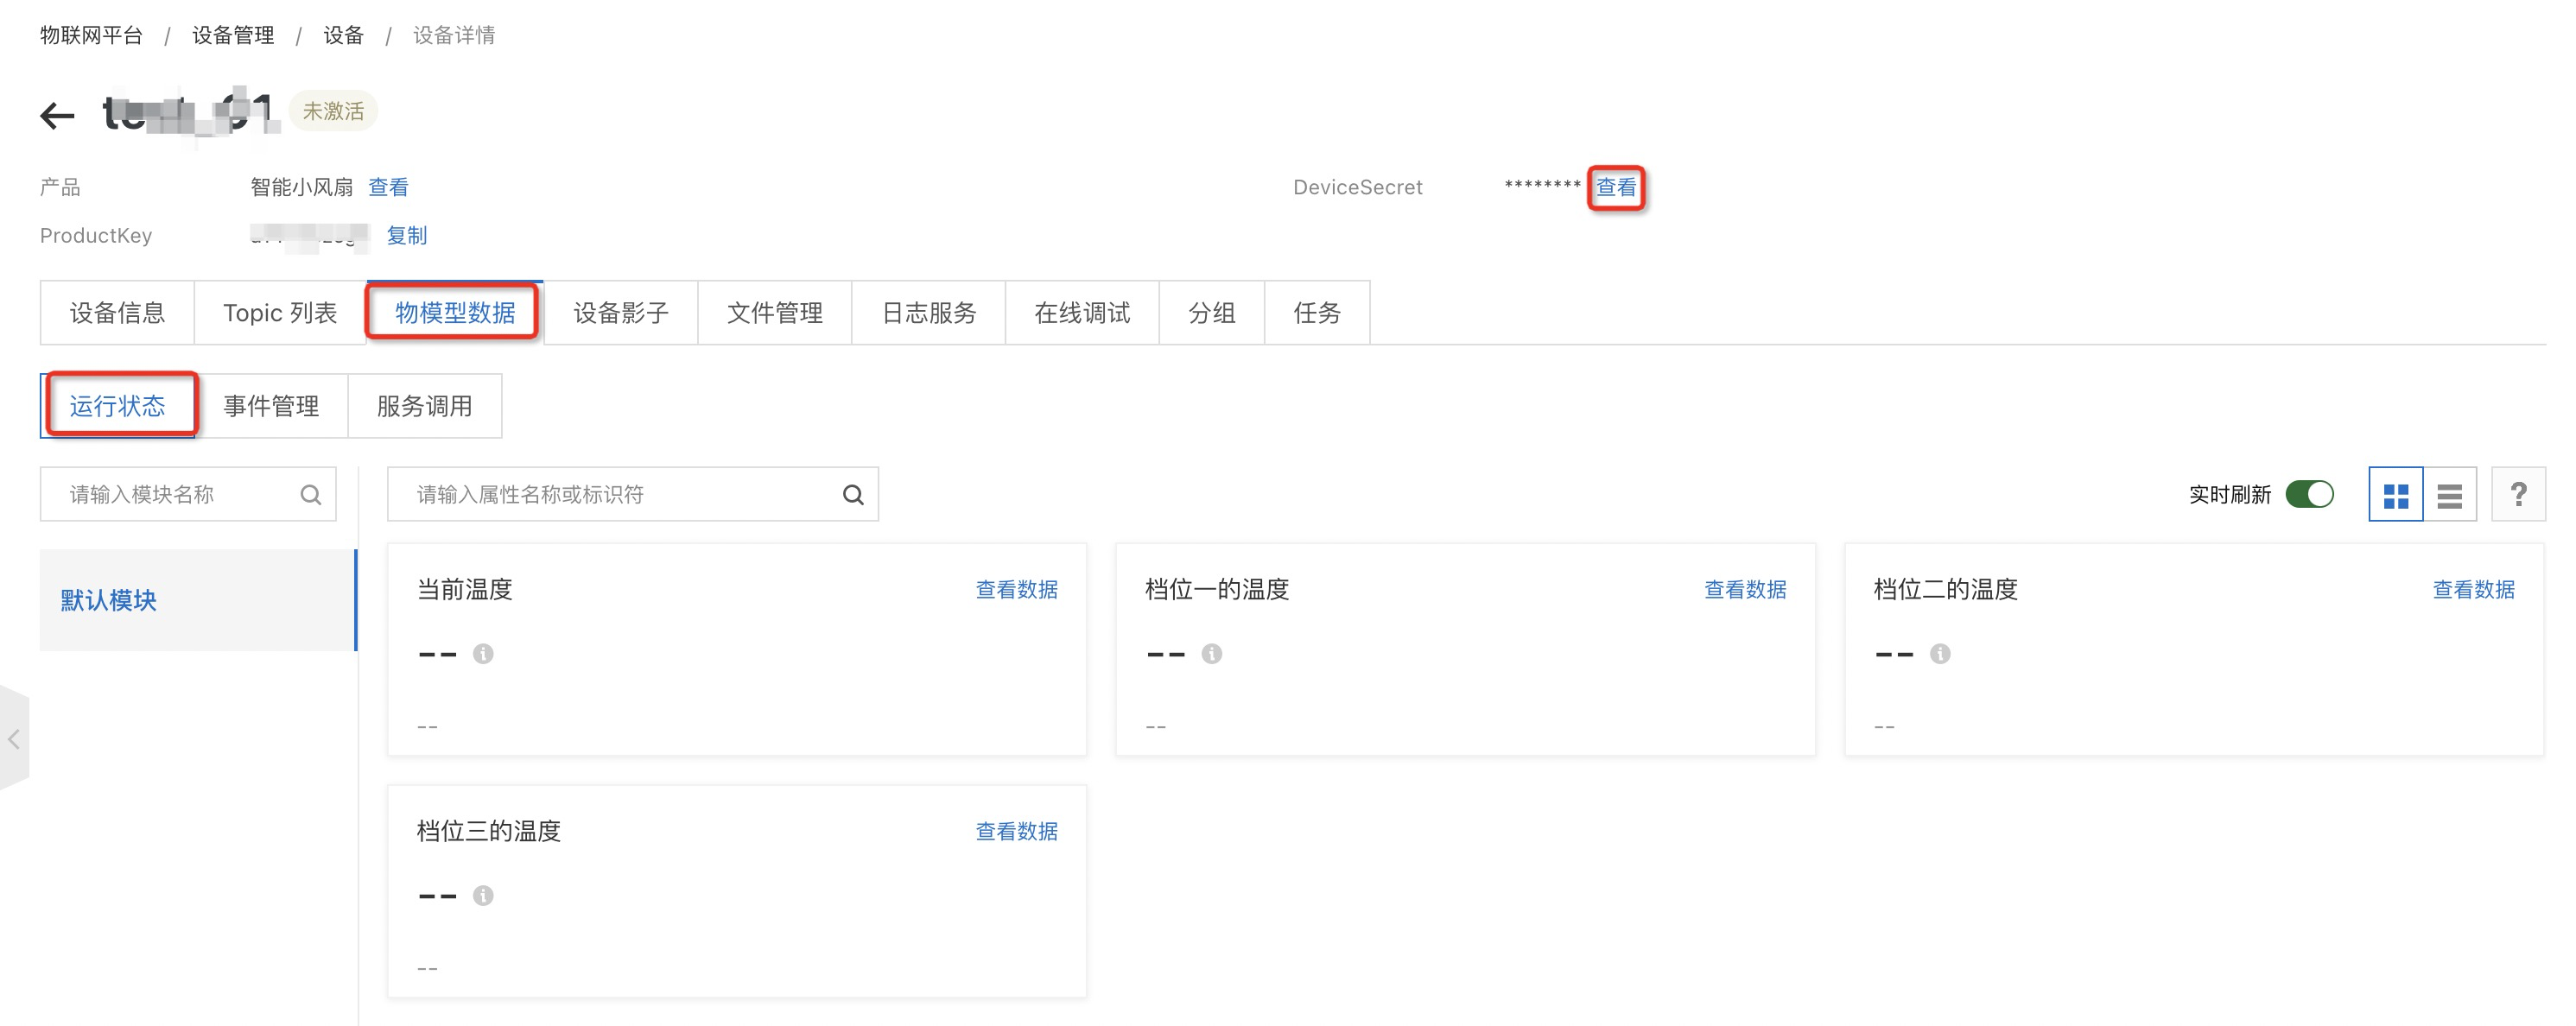 物联网平台 / 设备管理 / 设备 / 设备详情
未激活
产品 智能小风扇 查看 DeviceSecret ******** 查看
ProductKey 复制
设备信息 Topic 列表 物模型数据 设备影子 文件管理 日志服务 在线调试 分组 任务
运行状态 事件管理 服务调用
请输入模块名称 请输入属性名称或标识符 实时刷新 ?
默认模块
当前温度 查看数据 档位一的温度 查看数据 档位二的温度 查看数据
-- -- --
-- -- --
档位三的温度 查看数据
--
--